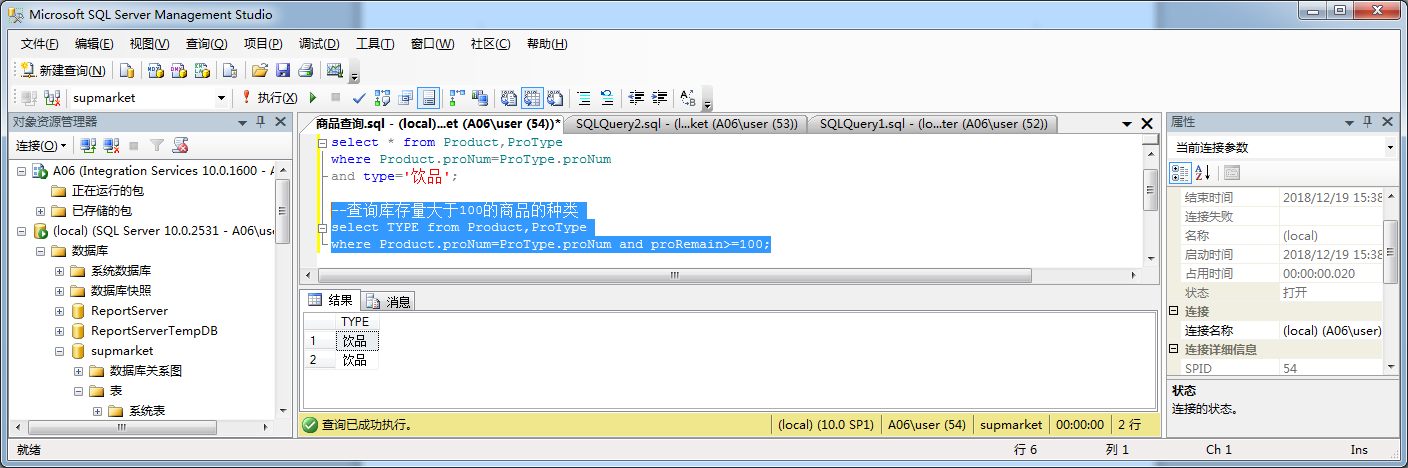 Microsoft SQL Server Management Studio
文件(F) 编辑(E) 视图(V) 查询(Q) 项目(P) 调试(D) 工具(T) 窗口(W) 社区(C) 帮助(H)
新建查询(N)
supmarket 执行(X)
对象资源管理器
连接(O)
A06 (Integration Services 10.0.1600 - A
正在运行的包
已存储的包
(local) (SQL Server 10.0.2531 - A06\use
数据库
系统数据库
数据库快照
ReportServer
ReportServerTempDB
supmarket
数据库关系图
表
系统表
商品查询.sql - (local)...et (A06\user (54))* SQLQuery2.sql - (l...ket (A06\user (53)) SQLQuery1.sql - (lo...ter (A06\user (52))
select * from Product,ProType
where Product.proNum=ProType.proNum
and type='饮品';
--查询库存量大于100的商品的种类
select TYPE from Product,ProType
where Product.proNum=ProType.proNum and proRemain>=100;
结果 消息
TYPE
1 饮品
2 饮品
查询已成功执行。 (local) (10.0 SP1) A06\user (54) supmarket 00:00:00 2 行
属性
当前连接参数
结束时间 2018/12/19 15:38
连接失败
名称 (local)
启动时间 2018/12/19 15:38
占用时间 00:00:00.020
状态 打开
连接
连接名称 (local) (A06\user)
连接详细信息
SPID 54
状态
连接的状态。
就绪 行 6 列 1 Ch 1 Ins